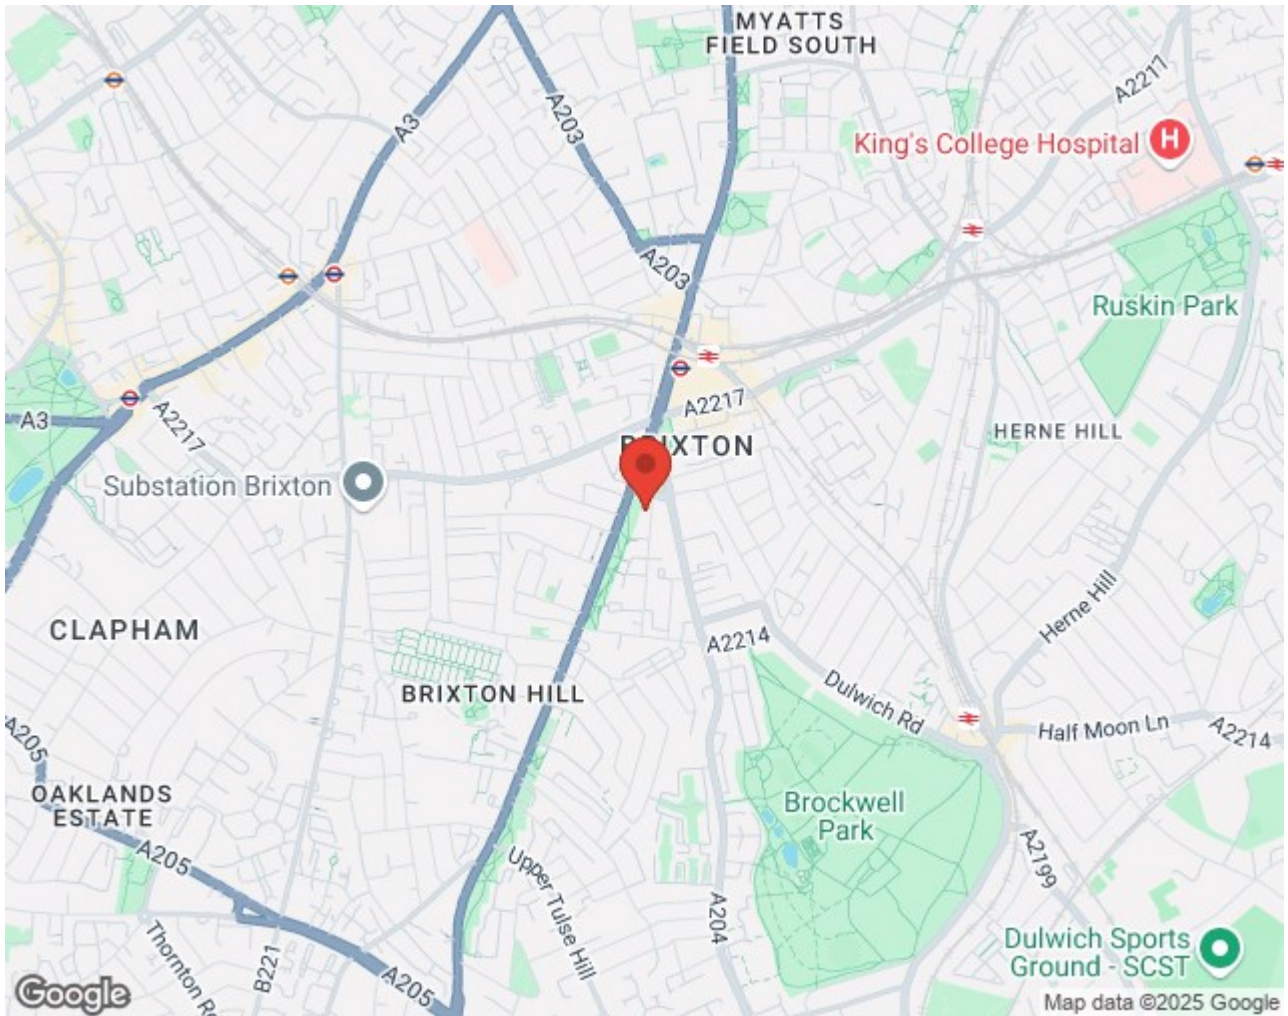 MYATTS
FIELD SOUTH
A2217
A203
A3
King's College Hospital
H
A203
Ruskin Park
A2217
A3
A2217
BRIXTON
HERNE HILL
Substation Brixton
Herne Hill
CLAPHAM
A2214
BRIXTON HILL
Dulwich Rd
Half Moon Ln
A2214
A205
OAKLANDS
ESTATE
Brockwell
Park
A205
A2199
Upper Tulse Hill
A204
Thornton
B221
A205
Dulwich Sports
Ground - SCST
Google
Map data ©2025 Google